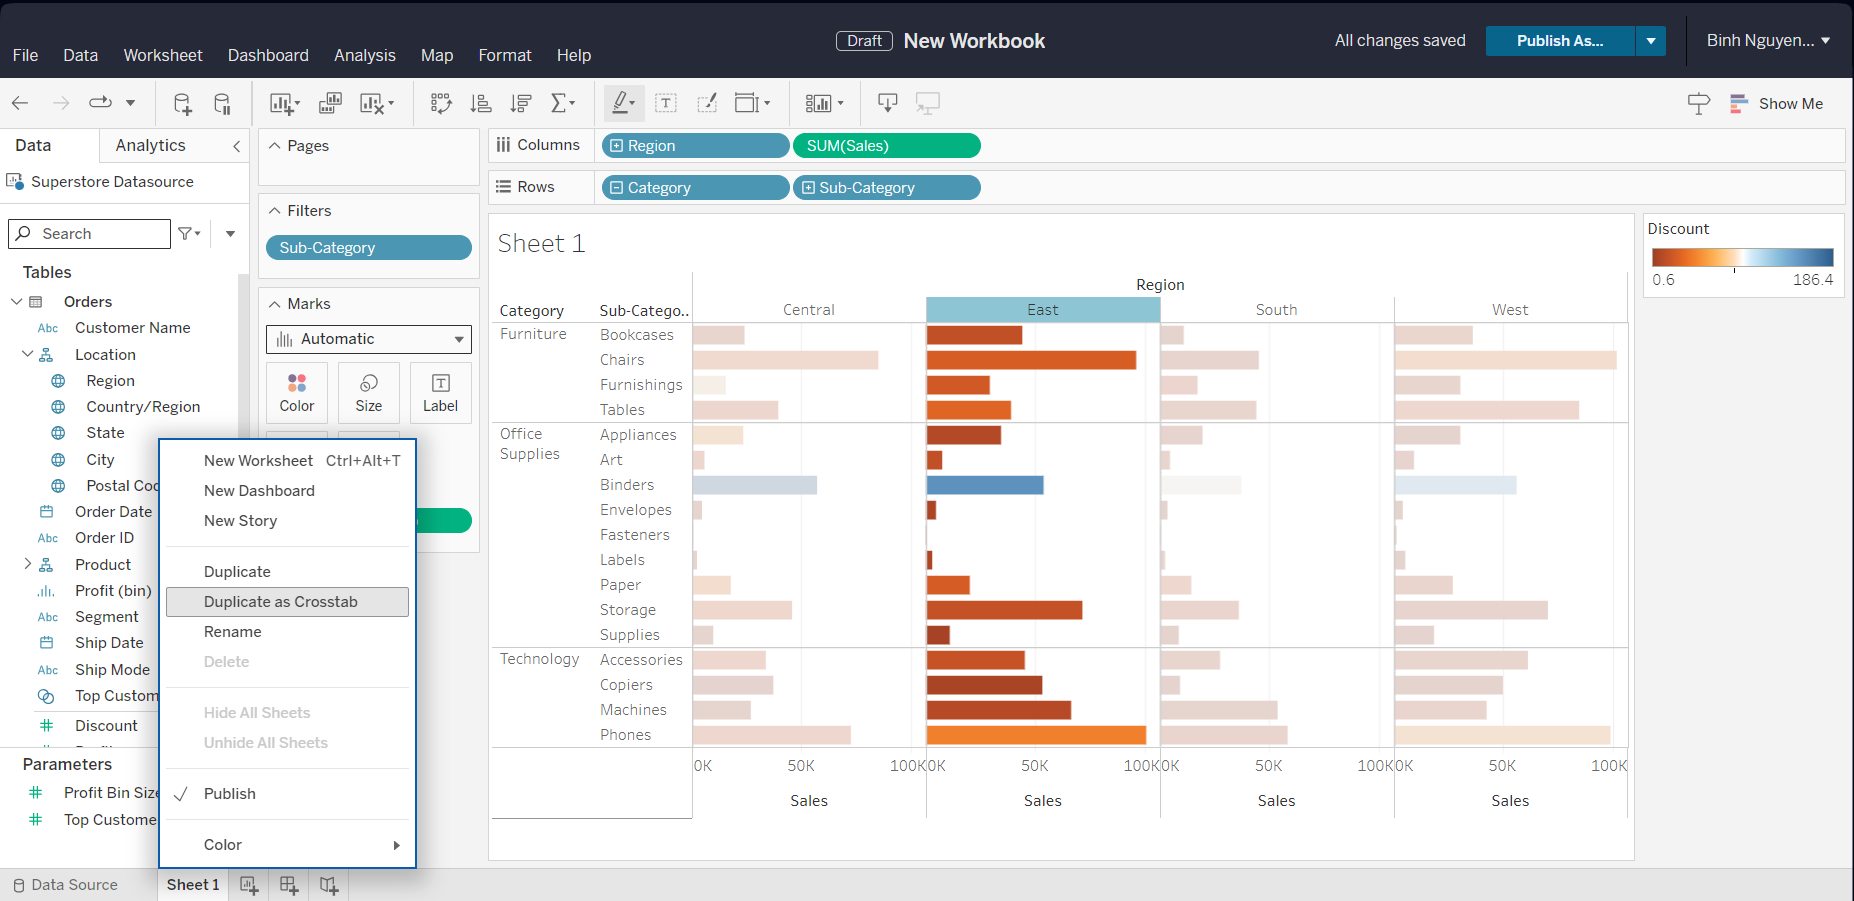 Draft New Workbook
All changes saved
Publish As...
Binh Nguyen...
File Data Worksheet Dashboard Analysis Map Format Help
Show Me
Data Analytics
Superstore Datasource
Search
Tables
Orders
Abc Customer Name
Location
Region
Country/Region
State
City
Postal Coc
Order Date
Abc Order ID
Product
Profit (bin)
Abc Segment
Ship Date
Abc Ship Mode
Top Custom
Discount
Parameters
Profit Bin Size
Top Custome
Pages
Filters
Sub-Category
Marks
Automatic
Color Size Label
New Worksheet Ctrl+Alt+T
New Dashboard
New Story
Duplicate
Duplicate as Crosstab
Rename
Delete
Hide All Sheets
Unhide All Sheets
Publish
Color
Columns Region SUM(Sales)
Rows Category Sub-Category
Sheet 1
Region
Category Sub-Catego.. Central East South West
Furniture Bookcases
Chairs
Furnishings
Tables
Office Supplies Appliances
Art
Binders
Envelopes
Fasteners
Labels
Paper
Storage
Supplies
Technology Accessories
Copiers
Machines
Phones
0K 50K 100K 0K 50K 100K 0K 50K 100K 0K 50K 100K
Sales Sales Sales Sales
Discount
0.6 186.4
Data Source Sheet 1